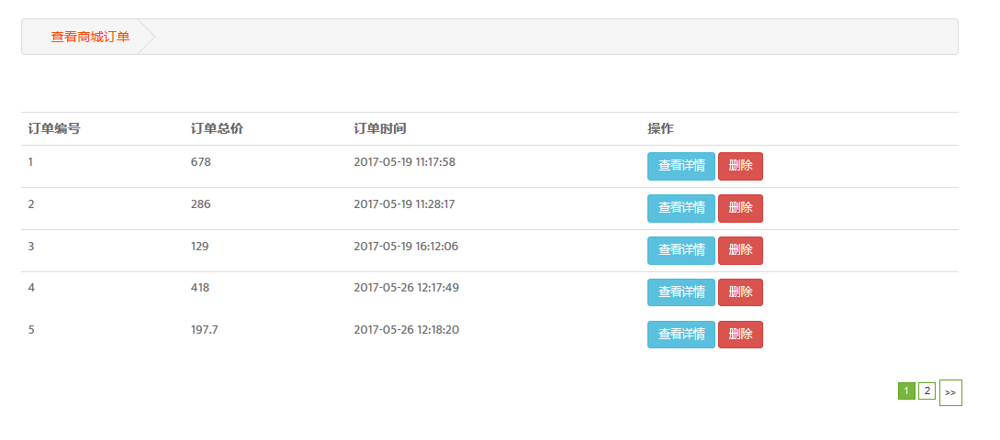 查看商城订单
订单编号 订单总价 订单时间 操作
1 678 2017-05-19 11:17:58 查看详情 删除
2 286 2017-05-19 11:28:17 查看详情 删除
3 129 2017-05-19 16:12:06 查看详情 删除
4 418 2017-05-26 12:17:49 查看详情 删除
5 197.7 2017-05-26 12:18:20 查看详情 删除
1 2 >>